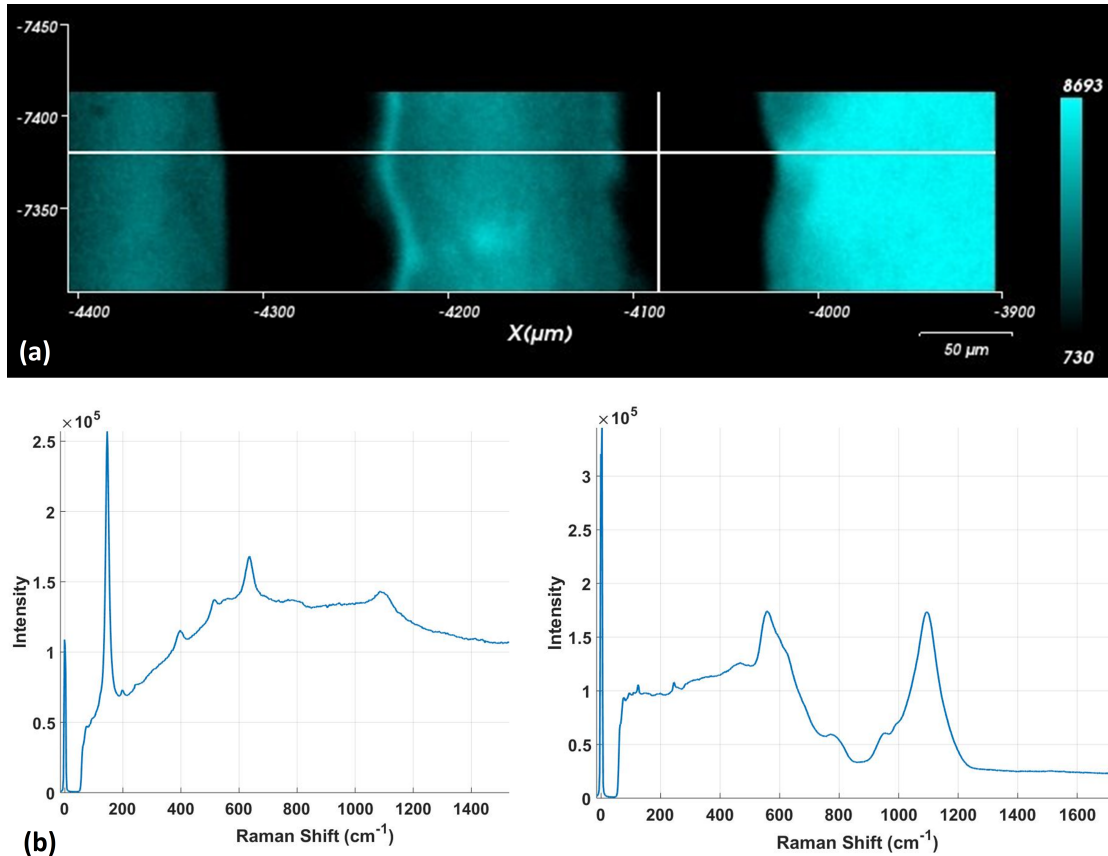 -7450
-7400
-7350
-4400 -4300 -4200 -4100 -4000 -3900
X(µm)
8693
730
50 µm
(a)
×10⁵
2.5
2
1.5
1
0.5
0
Intensity
0 200 400 600 800 1000 1200 1400
Raman Shift (cm⁻¹)
×10⁵
3
2.5
2
1.5
1
0.5
0
Intensity
0 200 400 600 800 1000 1200 1400 1600
Raman Shift (cm⁻¹)
(b)